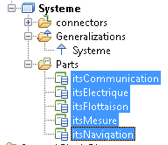 Systeme
connectors
Generalizations
Systeme
Parts
itsCommunication
itsElectrique
itsFlottaison
itsMesure
itsNavigation